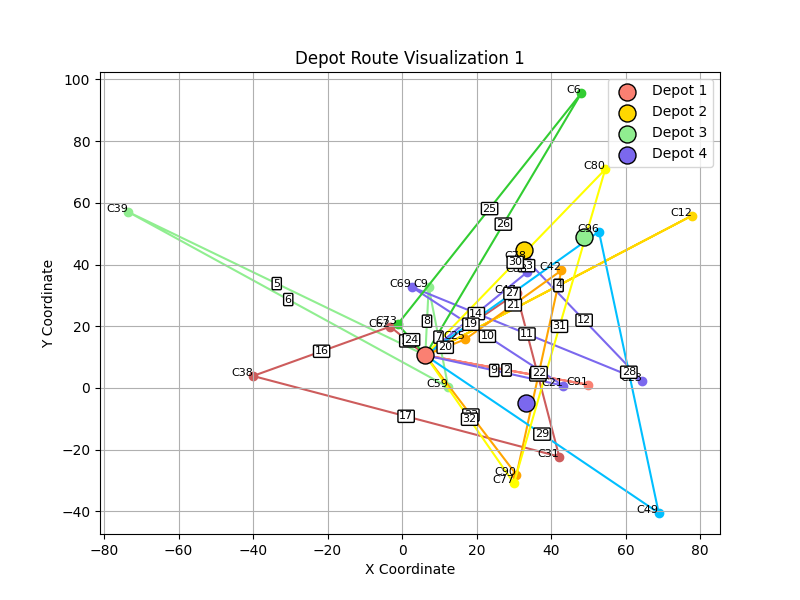 Depot Route Visualization 1
Depot 1
Depot 2
Depot 3
Depot 4
Y Coordinate
100
80
60
40
20
0
−20
−40
−80
−60
−40
−20
0
20
40
60
80
X Coordinate
C6
C80
C39
C12
C96
C42
C69
C9
C73
C38
C59
C21
C91
C31
C90
C77
C49
25
26
30
5
6
4
27
21
14
19
8
12
31
17
11
10
20
24
16
9
2
22
28
17
32
29